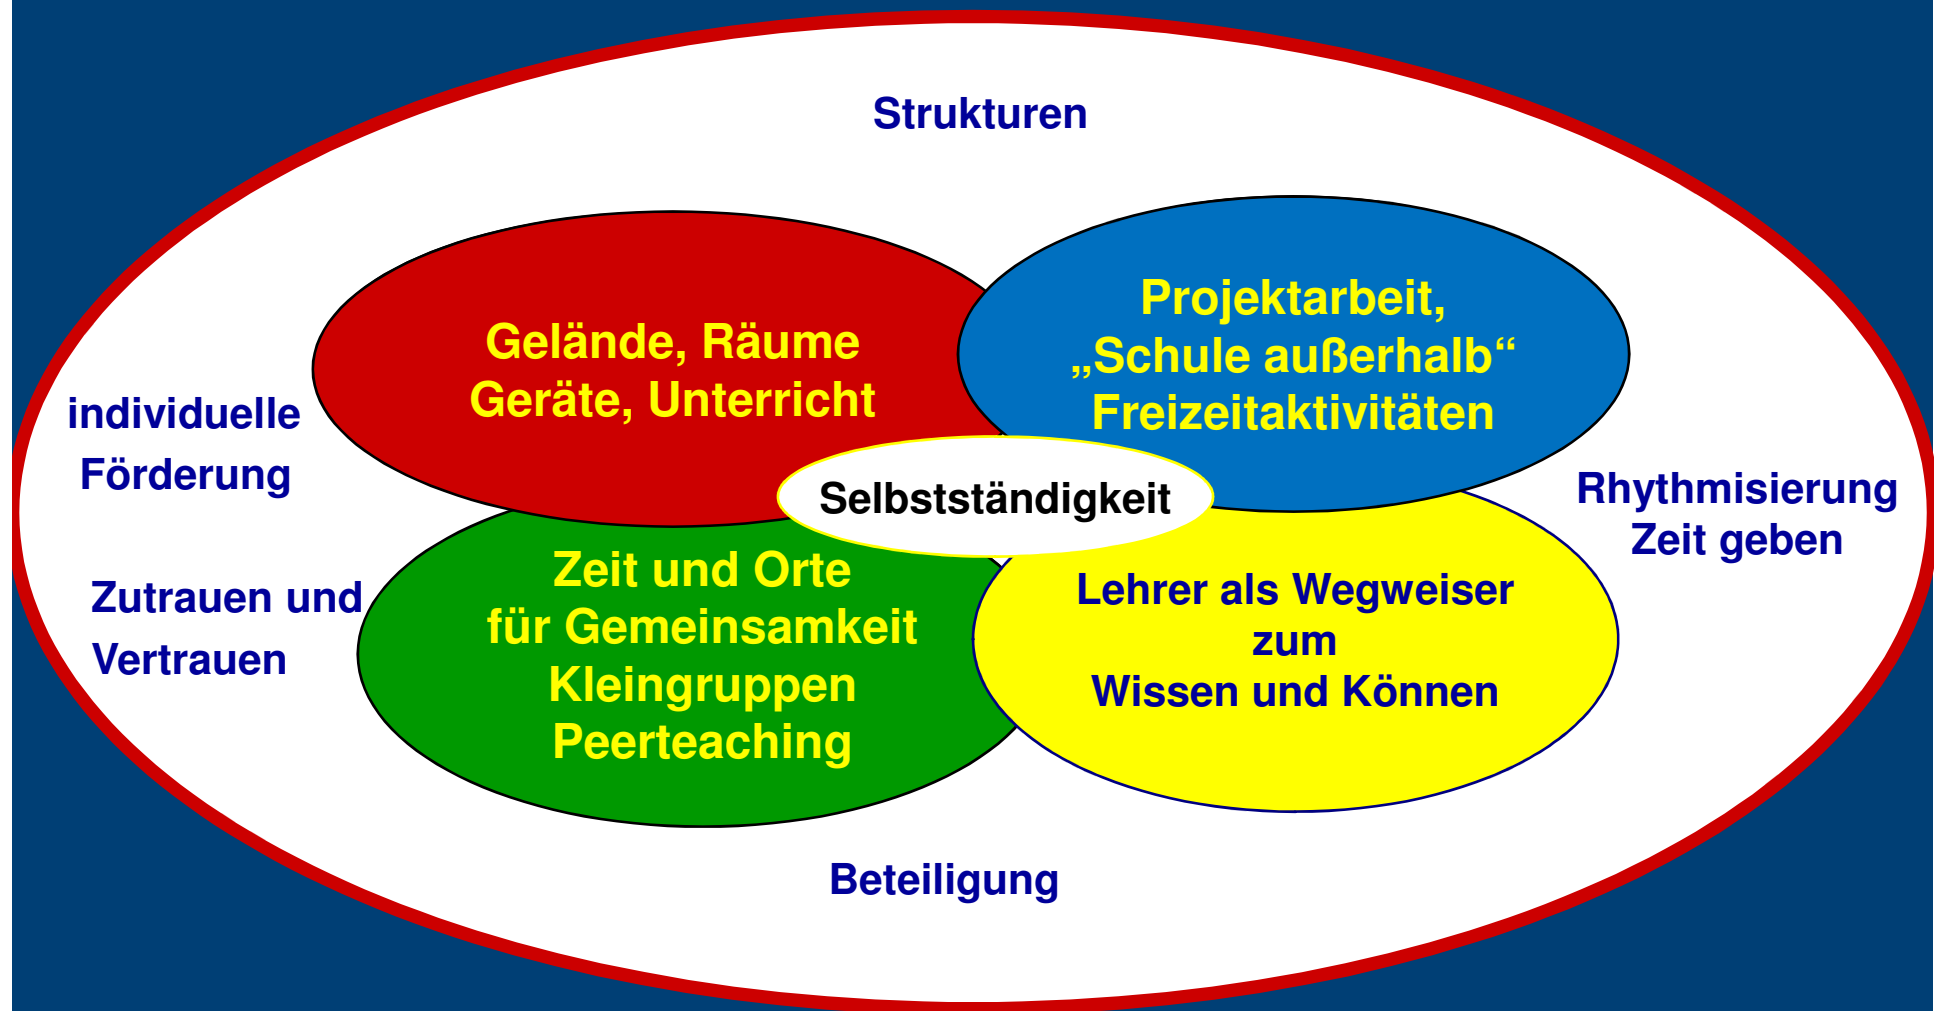 Strukturen
Gelände, Räume
Geräte, Unterricht
Projektarbeit,
„Schule außerhalb“
Freizeitaktivitäten
individuelle
Förderung
Selbstständigkeit
Rhythmisierung
Zeit geben
Zutrauen und
Vertrauen
Zeit und Orte
für Gemeinsamkeit
Kleingruppen
Peerteaching
Lehrer als Wegweiser
zum
Wissen und Können
Beteiligung